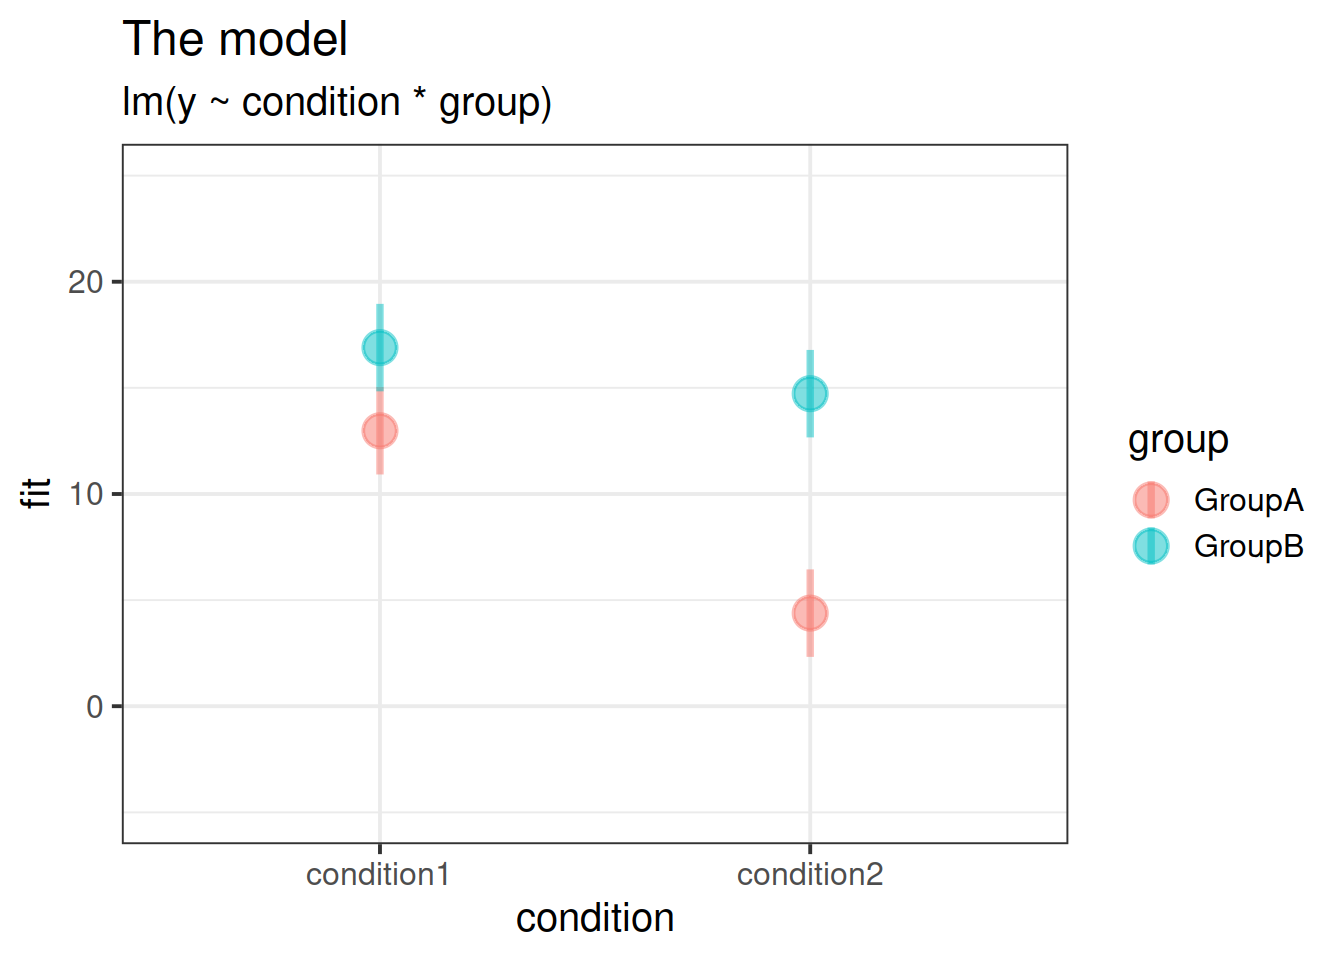 The model
lm(y ~ condition * group)
20
10
0
fit
condition1
condition2
condition
group
GroupA
GroupB